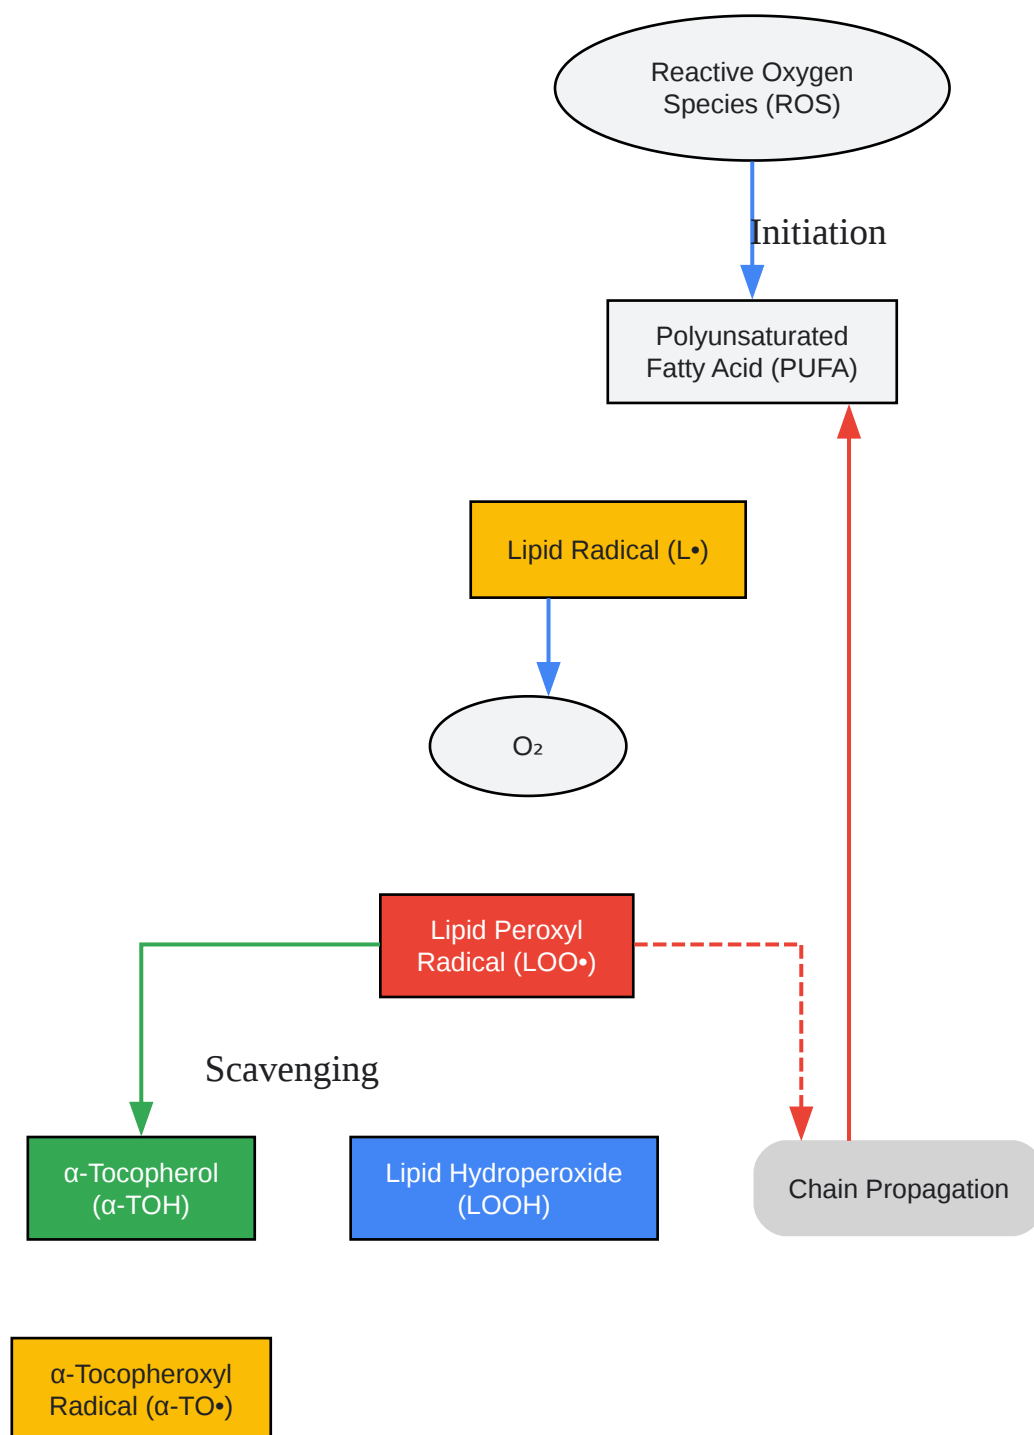 Reactive Oxygen
Species (ROS)
Initiation
Polyunsaturated
Fatty Acid (PUFA)
Lipid Radical (L•)
O₂
Lipid Peroxyl
Radical (LOO•)
Scavenging
α-Tocopherol
(α-TOH)
Lipid Hydroperoxide
(LOOH)
Chain Propagation
α-Tocopheroxyl
Radical (α-TO•)